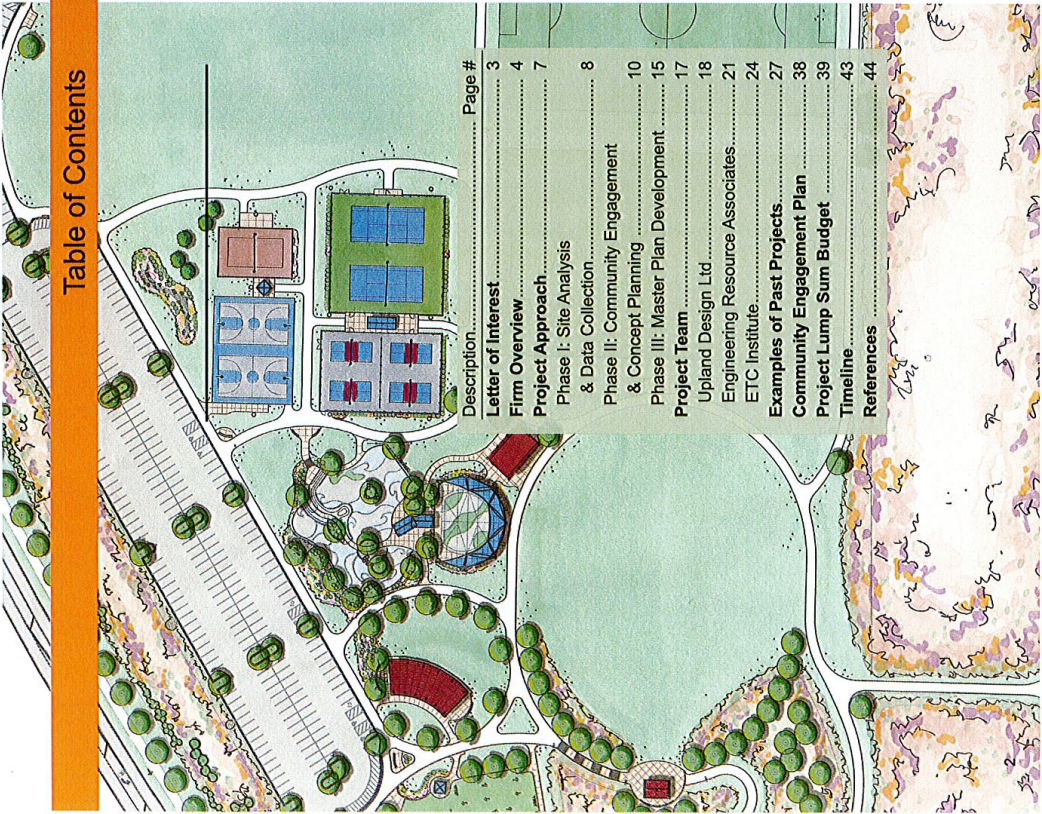 Table of Contents
Description ........................ Page #
Letter of Interest ........................ 3
Firm Overview ........................ 4
Project Approach ........................ 7
Phase I: Site Analysis
& Data Collection ........................ 8
Phase II: Community Engagement
& Concept Planning ........................ 10
Phase III: Master Plan Development ........................ 15
Project Team ........................ 17
Upland Design Ltd ........................ 18
Engineering Resource Associates ........................ 21
ETC Institute ........................ 24
Examples of Past Projects ........................ 27
Community Engagement Plan ........................ 38
Project Lump Sum Budget ........................ 39
Timeline ........................ 43
References ........................ 44
2